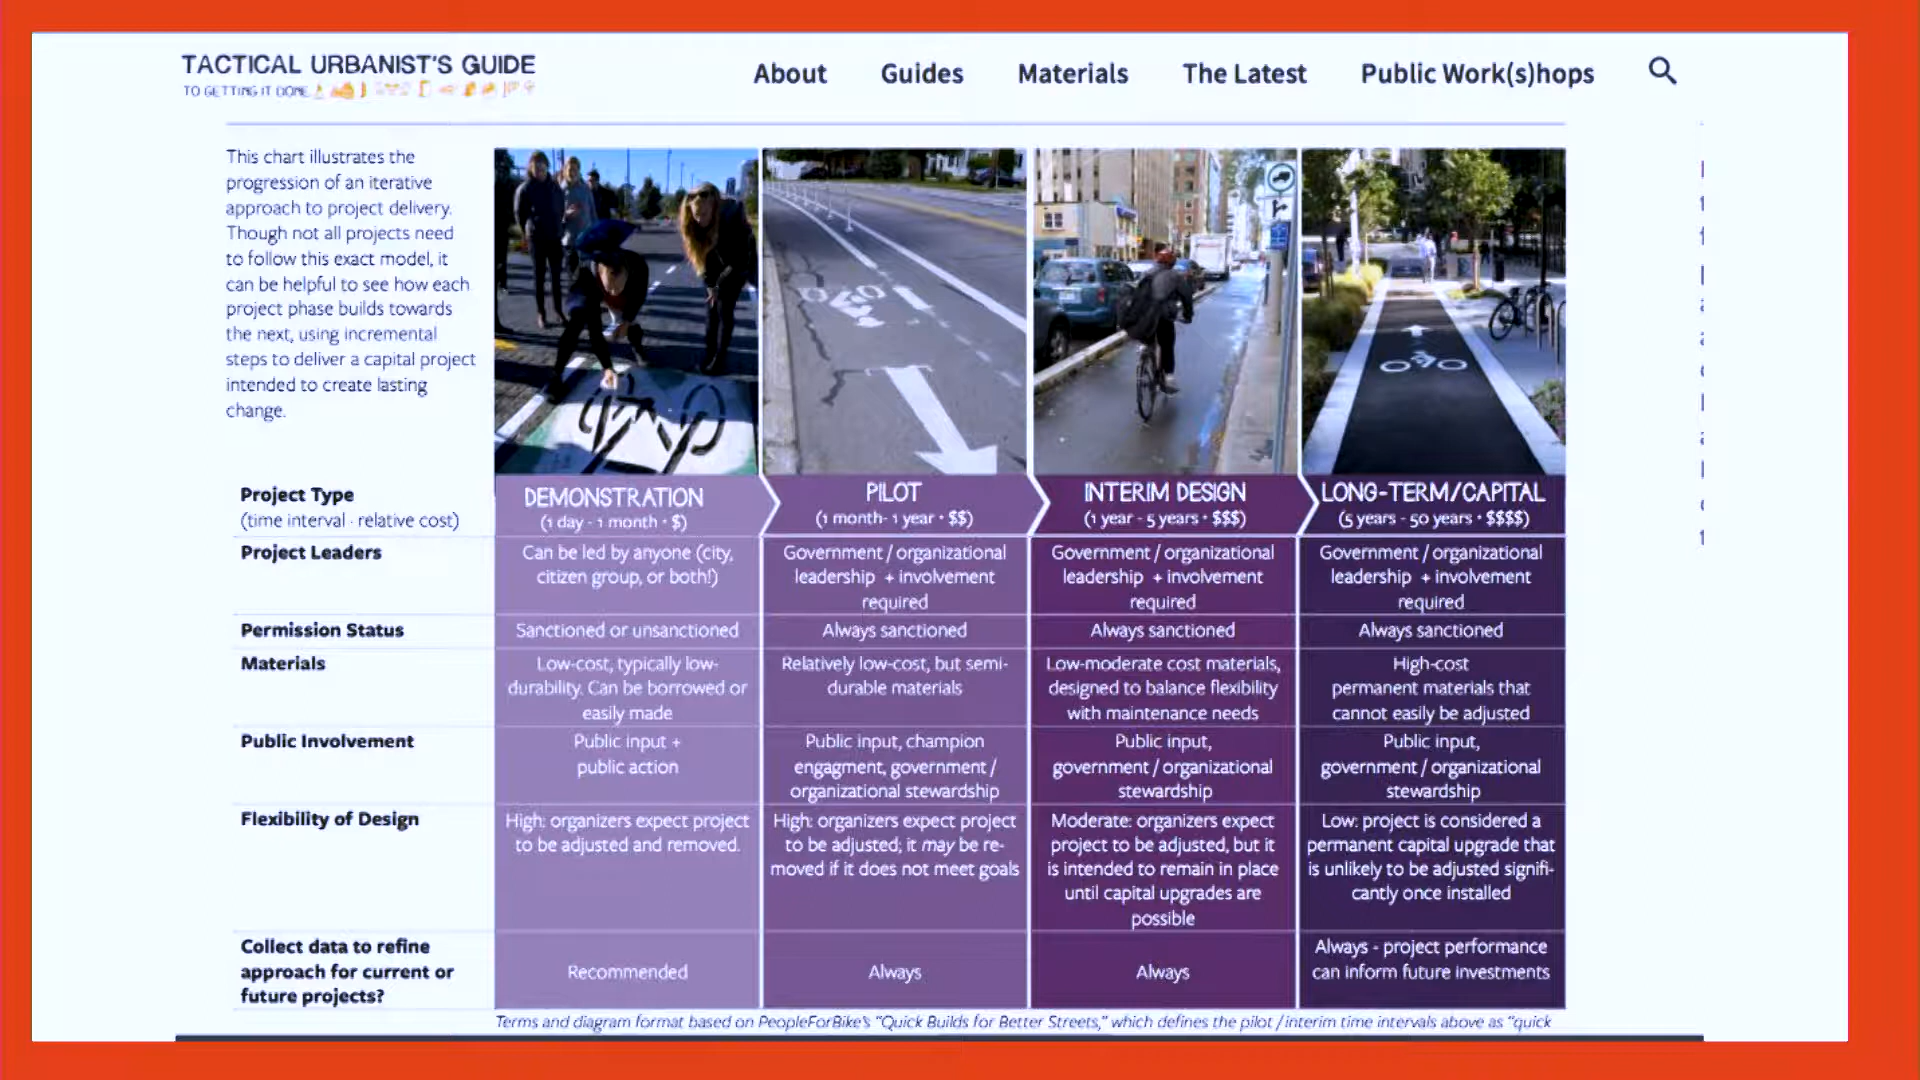 TACTICAL URBANIST'S GUIDE
TO GETTING IT DONE
About
Guides
Materials
The Latest
Public Work(s)hops
This chart illustrates the
progression of an iterative
approach to project delivery.
Though not all projects need
to follow this exact model, it
can be helpful to see how each
project phase builds towards
the next, using incremental
steps to deliver a capital project
intended to create lasting
change.
Project Type
(time interval · relative cost)
DEMONSTRATION
(1 day - 1 month • $)
PILOT
(1 month- 1 year • $$)
INTERIM DESIGN
(1 year - 5 years • $$$)
LONG-TERM/CAPITAL
(5 years - 50 years • $$$$)
Project Leaders
Can be led by anyone (city,
citizen group, or both!)
Government / organizational
leadership + involvement
required
Government / organizational
leadership + involvement
required
Government / organizational
leadership + involvement
required
Permission Status
Sanctioned or unsanctioned
Always sanctioned
Always sanctioned
Always sanctioned
Materials
Low-cost, typically low-
durability. Can be borrowed or
easily made
Relatively low-cost, but semi-
durable materials
Low-moderate cost materials,
designed to balance flexibility
with maintenance needs
High-cost
permanent materials that
cannot easily be adjusted
Public Involvement
Public input +
public action
Public input, champion
engagment, government /
organizational stewardship
Public input,
government / organizational
stewardship
Public input,
government / organizational
stewardship
Flexibility of Design
High: organizers expect project
to be adjusted and removed.
High: organizers expect project
to be adjusted; it may be re-
moved if it does not meet goals
Moderate: organizers expect
project to be adjusted, but it
is intended to remain in place
until capital upgrades are
possible
Low: project is considered a
permanent capital upgrade that
is unlikely to be adjusted signifi-
cantly once installed
Collect data to refine
approach for current or
future projects?
Recommended
Always
Always
Always - project performance
can inform future investments
Terms and diagram format based on PeopleForBike's "Quick Builds for Better Streets," which defines the pilot / interim time intervals above as "quick